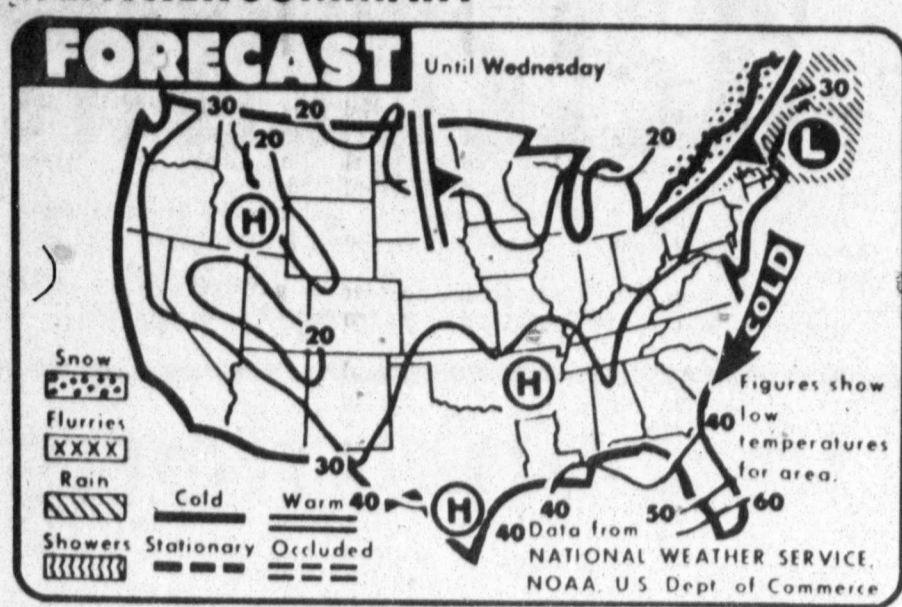 FORECAST
Until Wednesday
30
20
20
20
30
L
H
COLD
20
Snow
Flurries
XXXX
Rain
Showers
H
Figures show
low
temperatures
for area.
40
30
Cold
Warm
Stationary
Occluded
40
H
40
40
50
60
Data from
NATIONAL WEATHER SERVICE,
NOAA, U S Dept. of Commerce